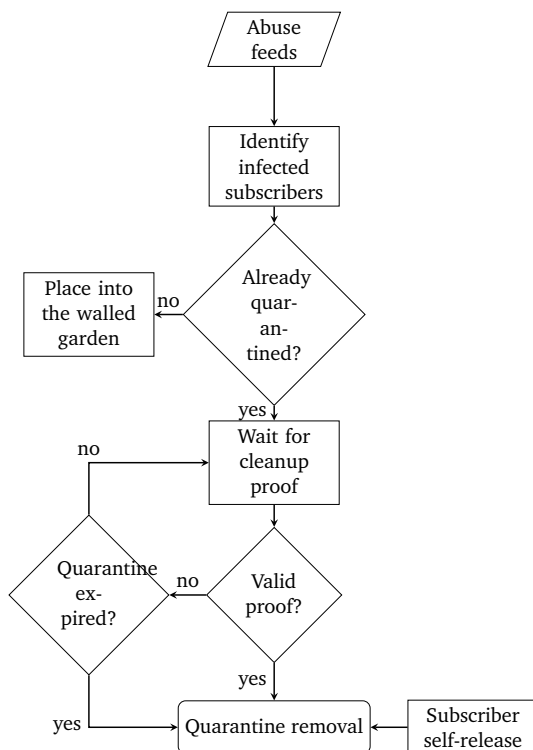 Abuse
feeds
Identify
infected
subscribers
Already
quar-
an-
tined?
no
Place into
the walled
garden
yes
Wait for
cleanup
proof
no
Quarantine
ex-
pired?
no
Valid
proof?
yes
yes
Quarantine removal
Subscriber
self-release